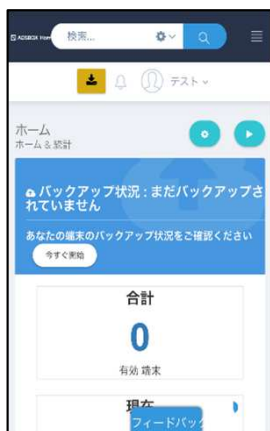 検索...
テスト
ホーム
ホーム & 統計
バックアップ状況 : まだバックアップさ
れていません
あなたの端末のバックアップ状況をご確認ください
今すぐ開始
合計
0
有効 端末
現在
フィードバック